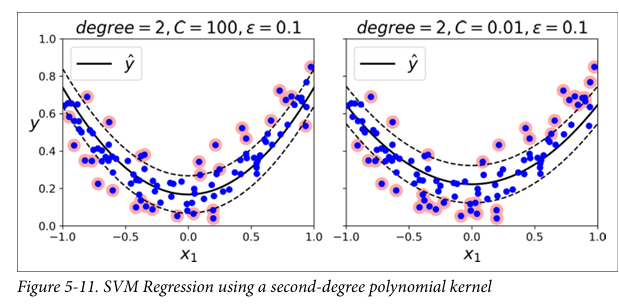 degree = 2, C = 100, ε = 0.1
degree = 2, C = 0.01, ε = 0.1
ŷ
ŷ
y
1.0
0.8
0.6
0.4
0.2
0.0
−1.0 −0.5 0.0 0.5 1.0
−1.0 −0.5 0.0 0.5 1.0
x₁
x₁
Figure 5-11. SVM Regression using a second-degree polynomial kernel